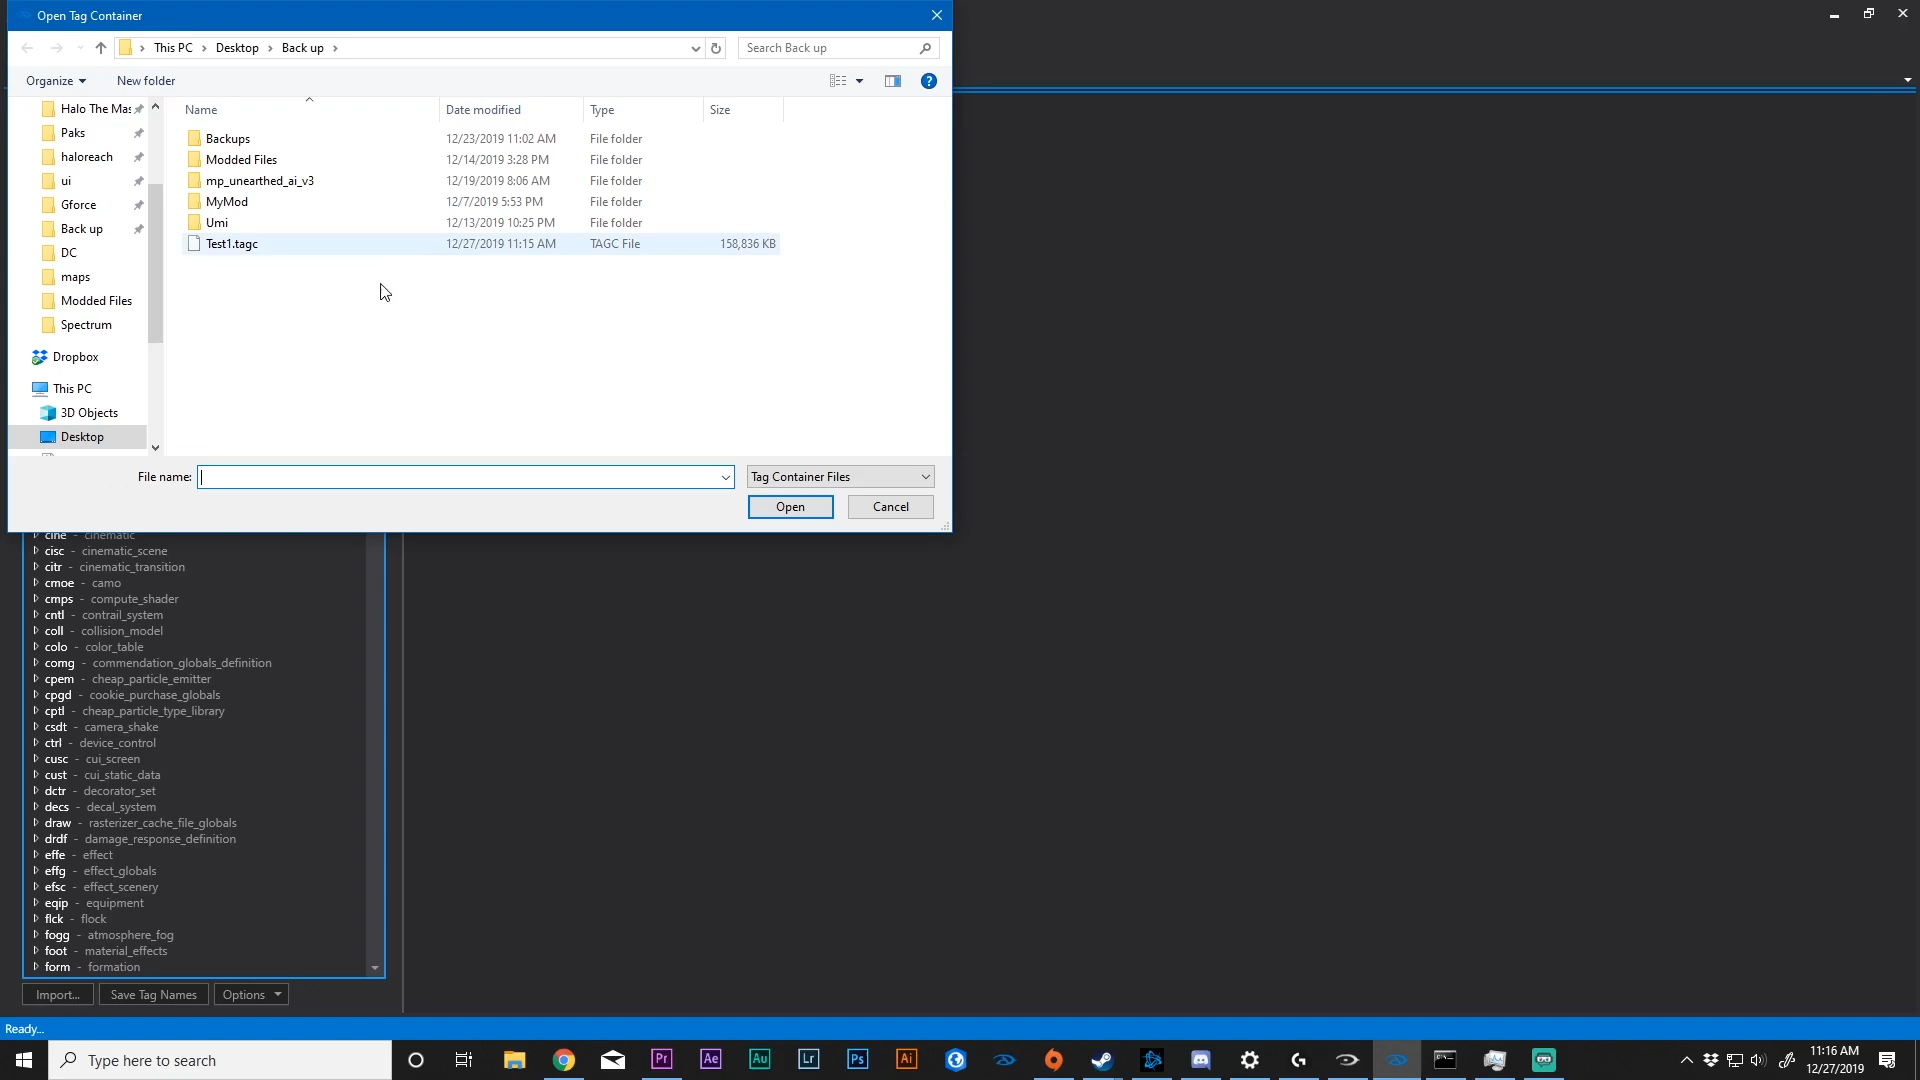 Open Tag Container
This PC
Desktop
Back up
Search Back up
Organize
New folder
Halo The Mas
Paks
haloreach
ui
Gforce
Back up
DC
maps
Modded Files
Spectrum
Dropbox
This PC
3D Objects
Desktop
Name Date modified Type Size
Backups 12/23/2019 11:02 AM File folder
Modded Files 12/14/2019 3:28 PM File folder
mp_unearthed_ai_v3 12/19/2019 8:06 AM File folder
MyMod 12/7/2019 5:53 PM File folder
Umi 12/13/2019 10:25 PM File folder
Test1.tagc 12/27/2019 11:15 AM TAGC File 158,836 KB
File name:
Tag Container Files
Open
Cancel
cine - cinematic
cisc - cinematic_scene
citr - cinematic_transition
cmoe - camo
cmps - compute_shader
cntl - contrail_system
coll - collision_model
colo - color_table
comg - commendation_globals_definition
cpem - cheap_particle_emitter
cpgd - cookie_purchase_globals
cptl - cheap_particle_type_library
csdt - camera_shake
ctrl - device_control
cusc - cui_screen
cust - cui_static_data
dctr - decorator_set
decs - decal_system
draw - rasterizer_cache_file_globals
drdf - damage_response_definition
effe - effect
effg - effect_globals
efsc - effect_scenery
eqip - equipment
flck - flock
fogg - atmosphere_fog
foot - material_effects
form - formation
Import...
Save Tag Names
Options
Ready...
Type here to search
Pr
Ae
Au
Lr
Ps
Ai
11:16 AM
12/27/2019